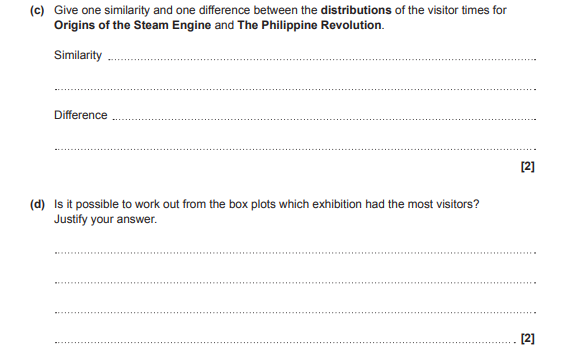 (c) Give one similarity and one difference between the distributions of the visitor times for
Origins of the Steam Engine and The Philippine Revolution.
Similarity ..........................................................................................................
..........................................................................................................
Difference ..........................................................................................................
..........................................................................................................
[2]
(d) Is it possible to work out from the box plots which exhibition had the most visitors?
Justify your answer.
..........................................................................................................
..........................................................................................................
..........................................................................................................
.......................................................................................................... [2]